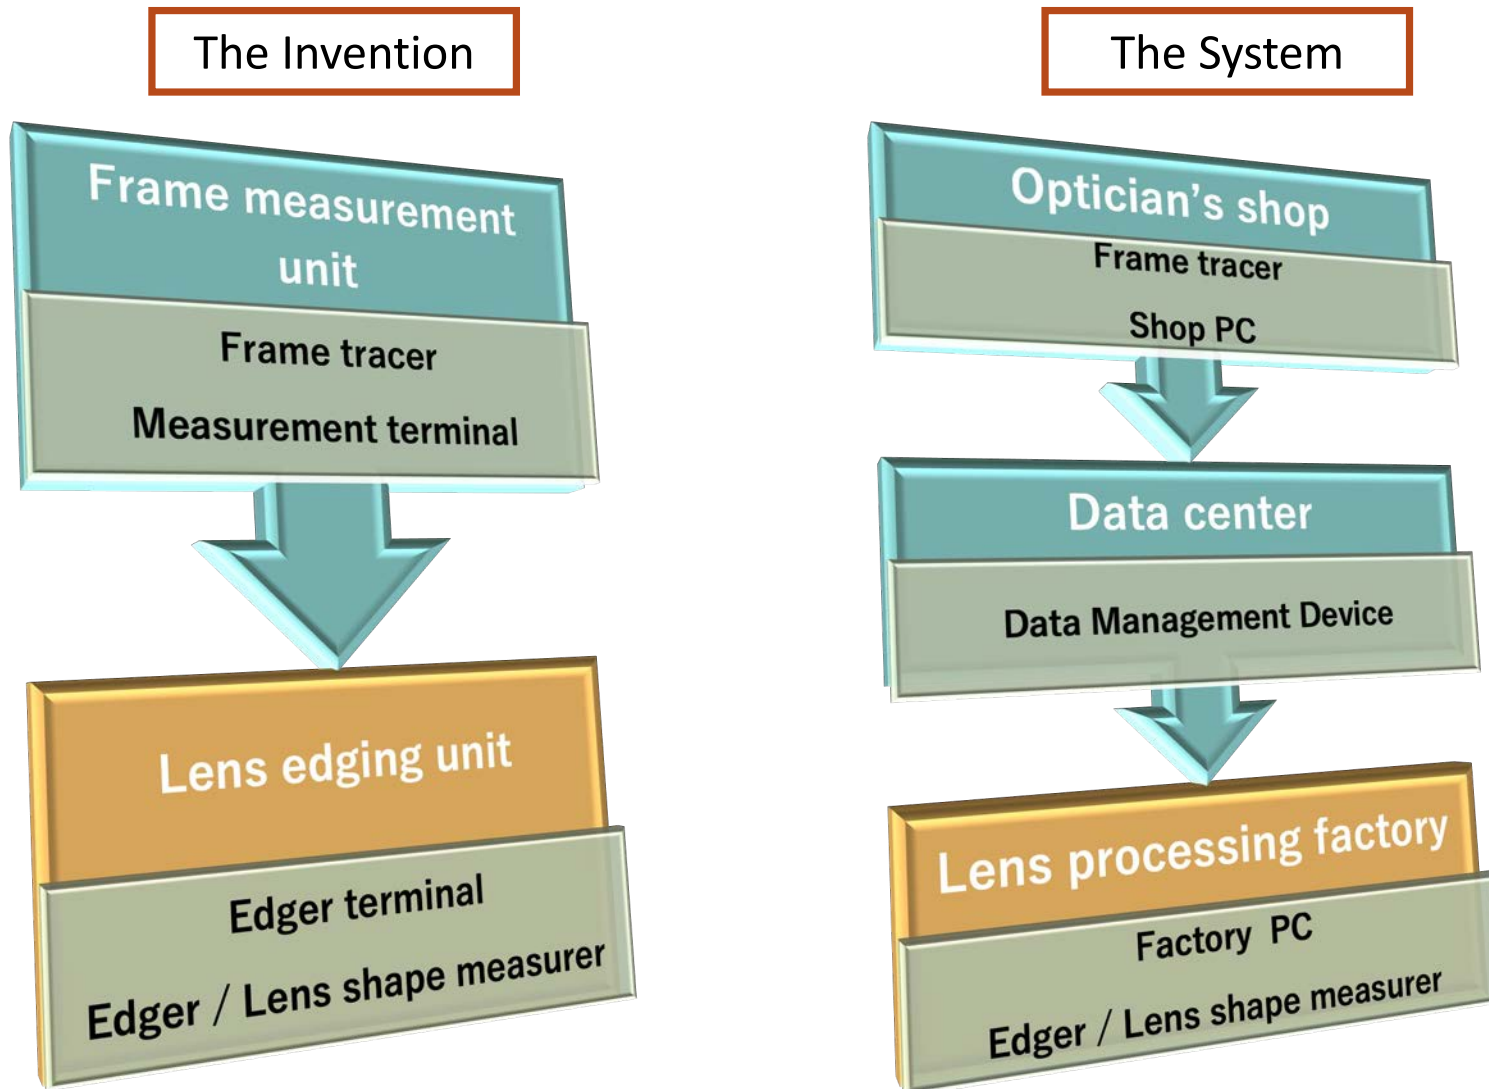 The Invention
Frame measurement
unit
Frame tracer
Measurement terminal
Lens edging unit
Edger terminal
Edger / Lens shape measurer
The System
Optician’s shop
Frame tracer
Shop PC
Data center
Data Management Device
Lens processing factory
Factory PC
Edger / Lens shape measurer